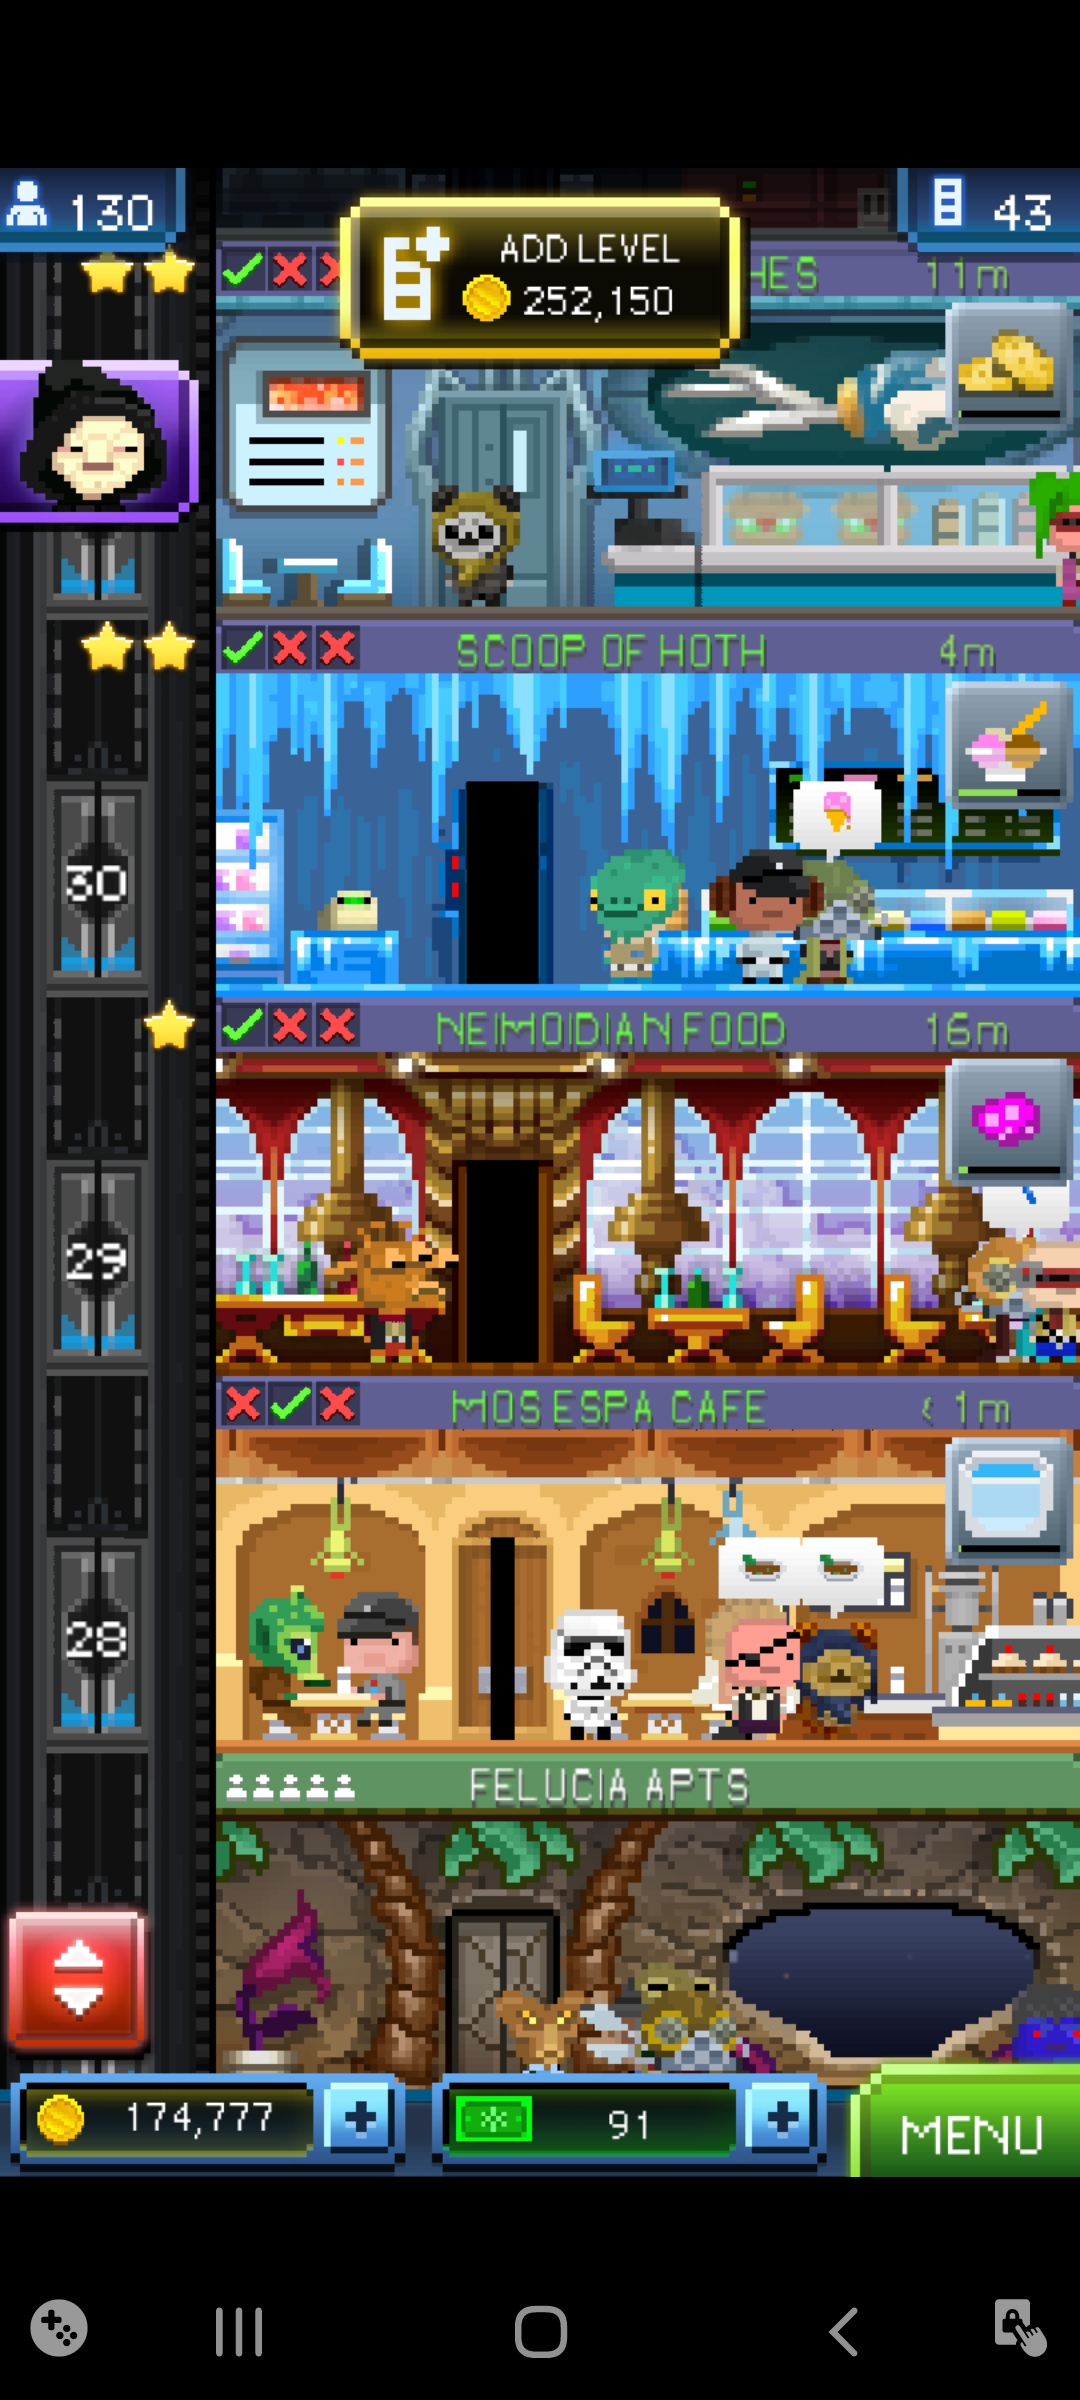 130
ADD LEVEL
252,150
43
HES 11m
SCOOP OF HOTH 4m
30
NEIMOIDIAN FOOD 16m
29
MOS ESPA CAFE < 1m
28
FELUCIA APTS
174,777
91
MENU